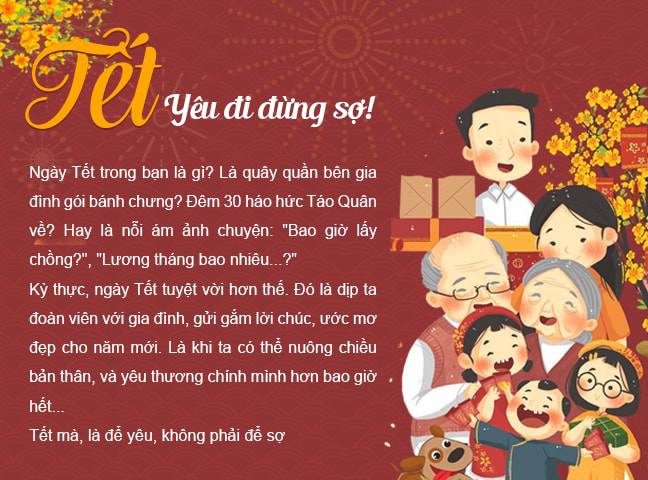 Tết
Yêu đi đừng sợ!
Ngày Tết trong bạn là gì? Là quây quần bên gia
đình gói bánh chưng? Đêm 30 háo hức Táo Quân
về? Hay là nỗi ám ảnh chuyện: "Bao giờ lấy
chồng?", "Lương tháng bao nhiêu...?"
Kỳ thực, ngày Tết tuyệt vời hơn thế. Đó là dịp ta
đoàn viên với gia đình, gửi gắm lời chúc, ước mơ
đẹp cho năm mới. Là khi ta có thể nuông chiều
bản thân, và yêu thương chính mình hơn bao giờ
hết...
Tết mà, là để yêu, không phải để sợ